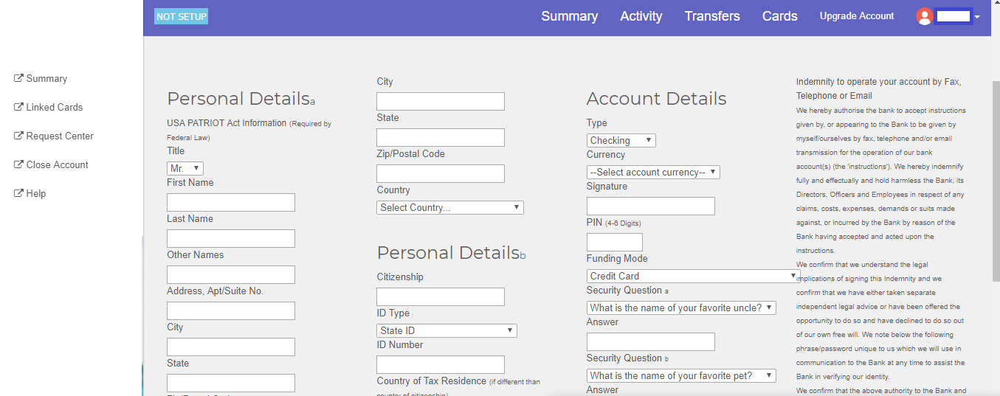 NOT SETUP
Summary
Activity
Transfers
Cards
Upgrade Account
Summary
Linked Cards
Request Center
Close Account
Help
Personal Detailsa
USA PATRIOT Act Information (Required by
Federal Law)
Title
Mr.
First Name
Last Name
Other Names
Address, Apt/Suite No.
City
State
City
State
Zip/Postal Code
Country
Select Country...
Personal Detailsb
Citizenship
ID Type
State ID
ID Number
Country of Tax Residence (if different than
country of citizenship)
Account Details
Type
Checking
Currency
--Select account currency--
Signature
PIN (4-6 Digits)
Funding Mode
Credit Card
Security Question a
What is the name of your favorite uncle?
Answer
Security Question b
What is the name of your favorite pet?
Answer
Indemnity to operate your account by Fax,
Telephone or Email
We hereby authorise the bank to accept instructions
given by, or appearing to the Bank to be given by
myself/ourselves by fax, telephone and/or email
transmission for the operation of our bank
account(s) (the 'instructions'). We hereby indemnify
fully and effectually and hold harmless the Bank, its
Directors, Officers and Employees in respect of any
claims, costs, expenses, demands or suits made
against, or incurred by the Bank by reason of the
Bank having accepted and acted upon the
instructions.
We confirm that we understand the legal
implications of signing this Indemnity and we
confirm that we have either taken separate
independent legal advice or have been offered the
opportunity to do so and have declined to do so out
of our own free will. We note below the following
phrase/password unique to us which we will use in
communication to the Bank at any time to assist the
Bank in verifying our identity.
We confirm that the above authority to the Bank and